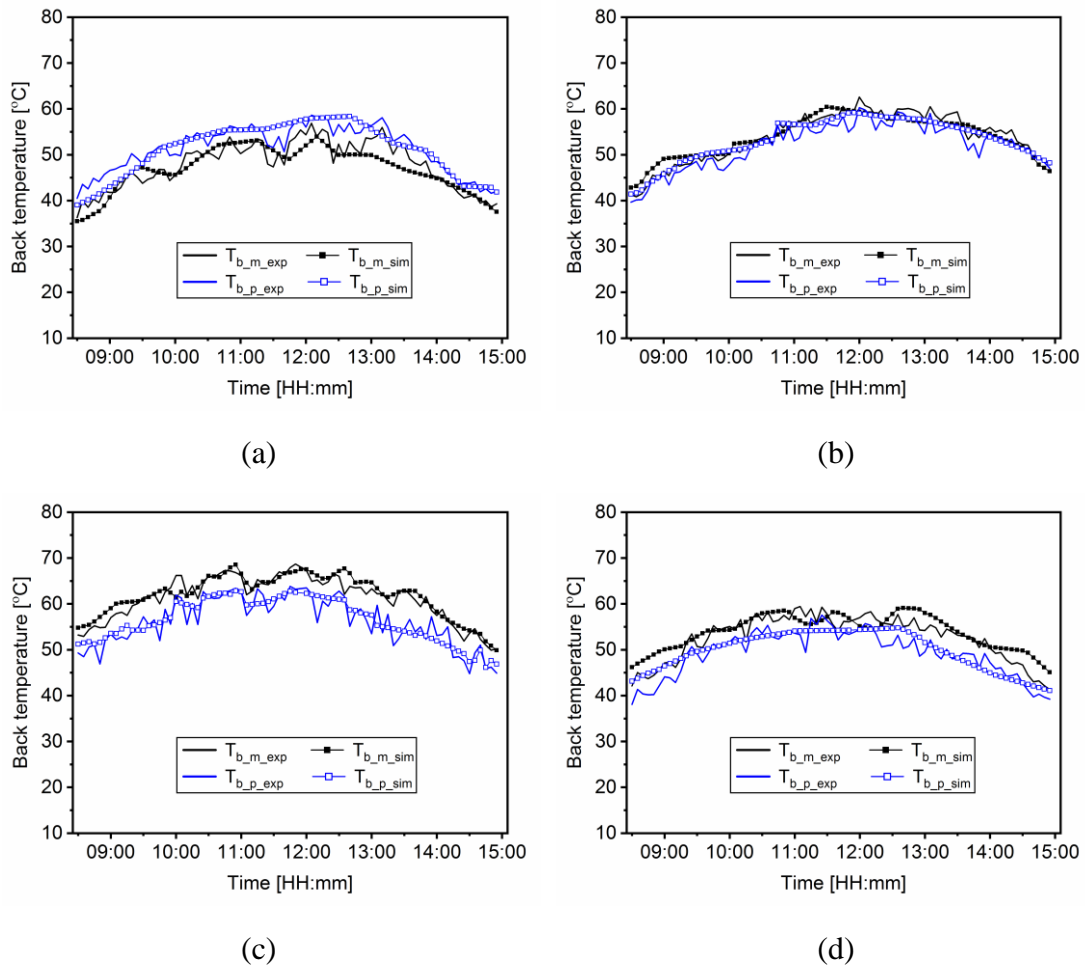 80
70
60
50
40
30
20
10
Back temperature [°C]
T_b_m_exp T_b_m_sim
T_b_p_exp T_b_p_sim
09:00 10:00 11:00 12:00 13:00 14:00 15:00
Time [HH:mm]
(a)
80
70
60
50
40
30
20
10
Back temperature [°C]
T_b_m_exp T_b_m_sim
T_b_p_exp T_b_p_sim
09:00 10:00 11:00 12:00 13:00 14:00 15:00
Time [HH:mm]
(b)
80
70
60
50
40
30
20
10
Back temperature [°C]
T_b_m_exp T_b_m_sim
T_b_p_exp T_b_p_sim
09:00 10:00 11:00 12:00 13:00 14:00 15:00
Time [HH:mm]
(c)
80
70
60
50
40
30
20
10
Back temperature [°C]
T_b_m_exp T_b_m_sim
T_b_p_exp T_b_p_sim
09:00 10:00 11:00 12:00 13:00 14:00 15:00
Time [HH:mm]
(d)